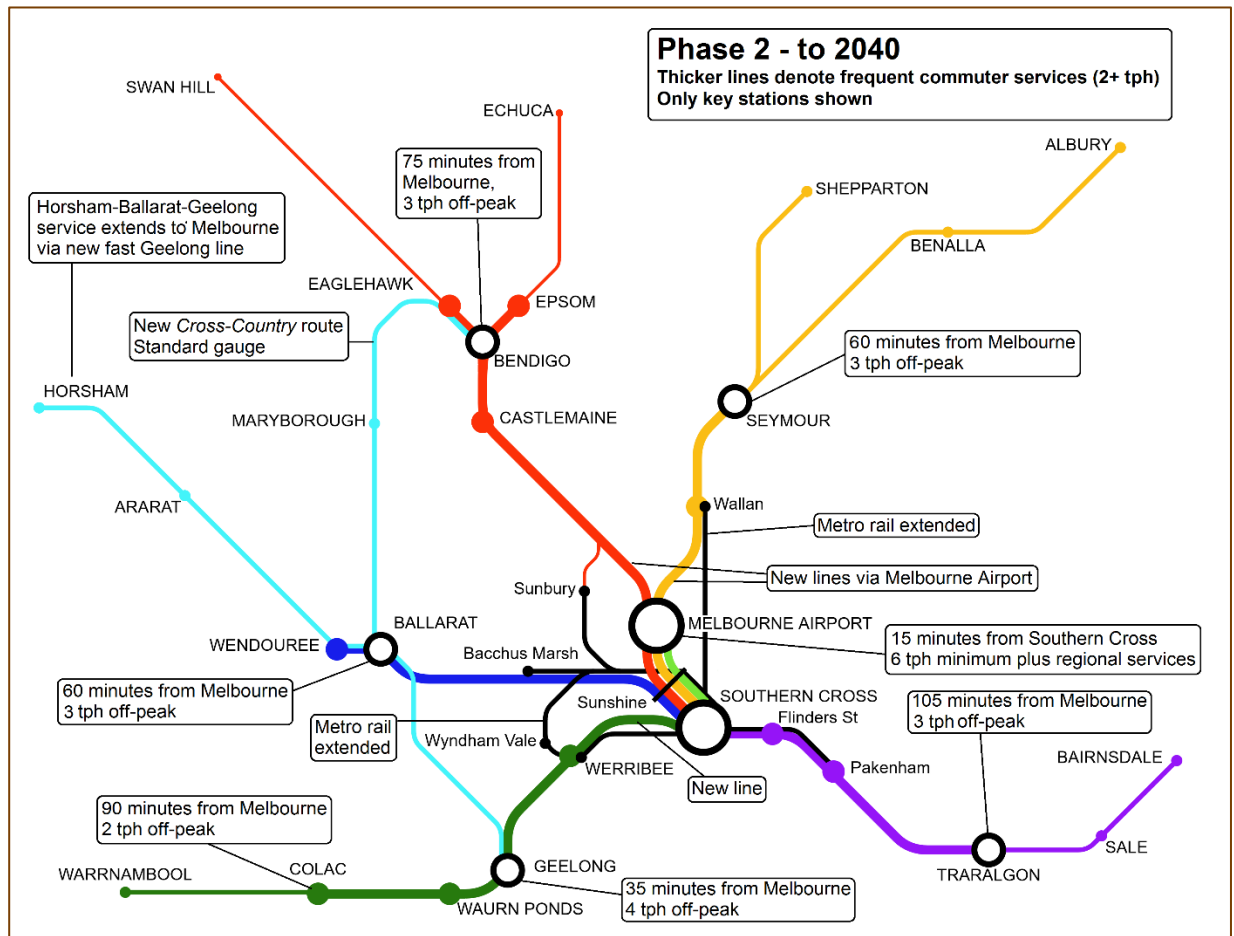 Phase 2 - to 2040
Thicker lines denote frequent commuter services (2+ tph)
Only key stations shown
SWAN HILL
ECHUCA
ALBURY
75 minutes from
Melbourne,
3 tph off-peak
SHEPPARTON
Horsham-Ballarat-Geelong
service extends to Melbourne
via new fast Geelong line
BENALLA
EAGLEHAWK
EPSOM
New Cross-Country route
Standard gauge
BENDIGO
60 minutes from Melbourne
3 tph off-peak
HORSHAM
MARYBOROUGH
CASTLEMAINE
SEYMOUR
ARARAT
Wallan
Metro rail extended
New lines via Melbourne Airport
Sunbury
BALLARAT
MELBOURNE AIRPORT
WENDOUREE
Bacchus Marsh
15 minutes from Southern Cross
6 tph minimum plus regional services
60 minutes from Melbourne
3 tph off-peak
Sunshine
SOUTHERN CROSS
Flinders St
105 minutes from Melbourne
3 tph off-peak
Metro rail
extended
Wyndham Vale
WERRIBEE
Pakenham
BAIRNSDALE
New line
90 minutes from Melbourne
2 tph off-peak
SALE
WARRNAMBOOL
COLAC
GEELONG
TRARALGON
WAURN PONDS
35 minutes from Melbourne
4 tph off-peak